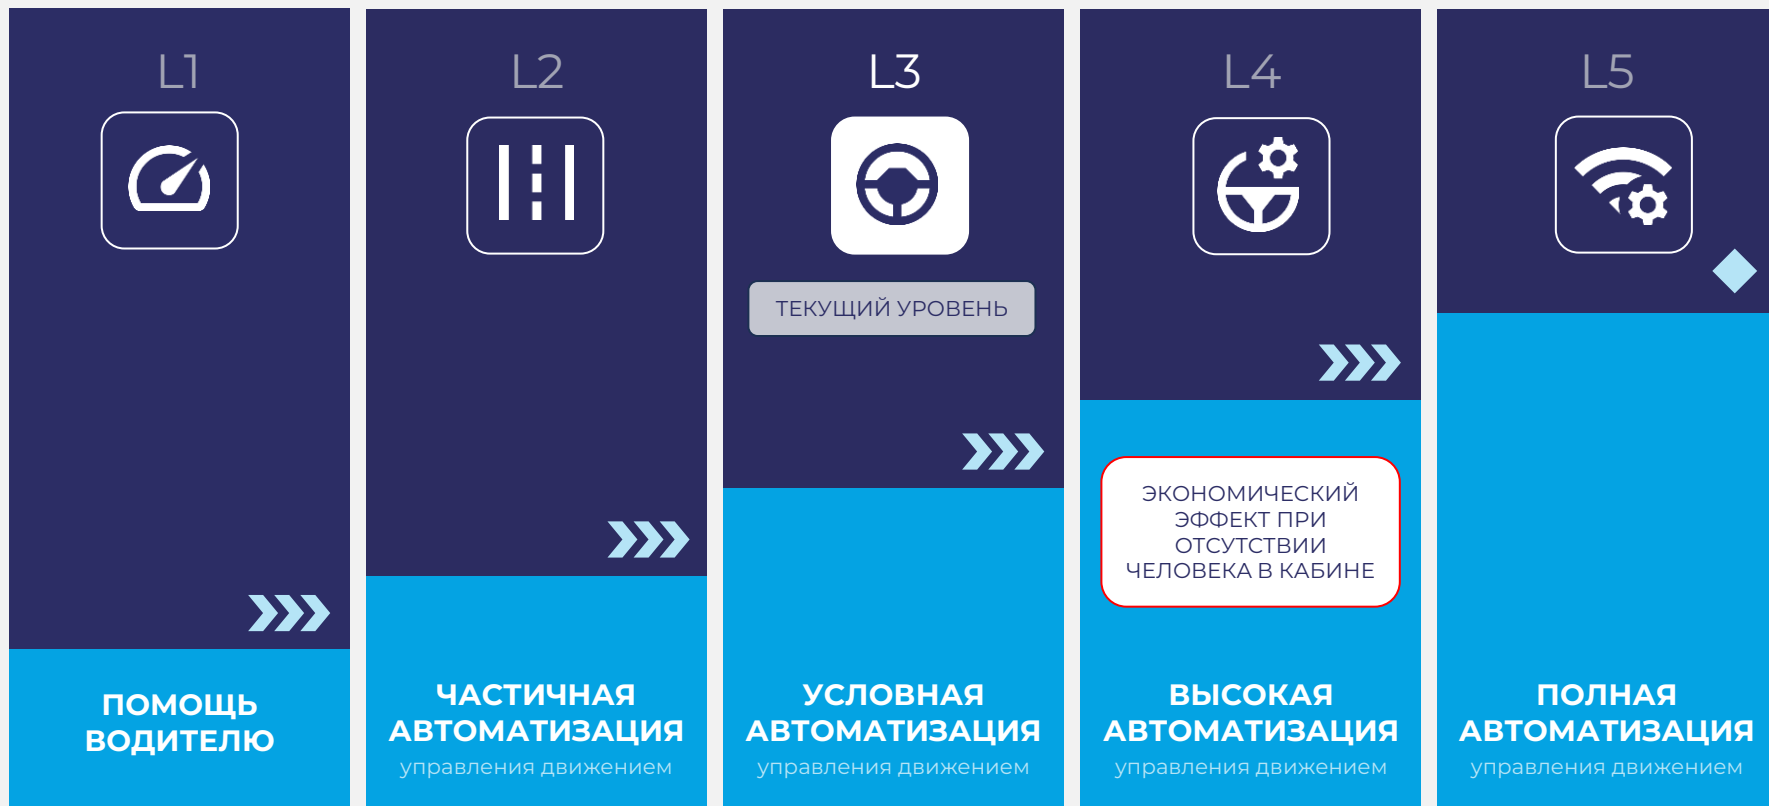 L1
ПОМОЩЬ
ВОДИТЕЛЮ
L2
ЧАСТИЧНАЯ
АВТОМАТИЗАЦИЯ
управления движением
L3
ТЕКУЩИЙ УРОВЕНЬ
УСЛОВНАЯ
АВТОМАТИЗАЦИЯ
управления движением
L4
ЭКОНОМИЧЕСКИЙ
ЭФФЕКТ ПРИ
ОТСУТСТВИИ
ЧЕЛОВЕКА В КАБИНЕ
ВЫСОКАЯ
АВТОМАТИЗАЦИЯ
управления движением
L5
ПОЛНАЯ
АВТОМАТИЗАЦИЯ
управления движением